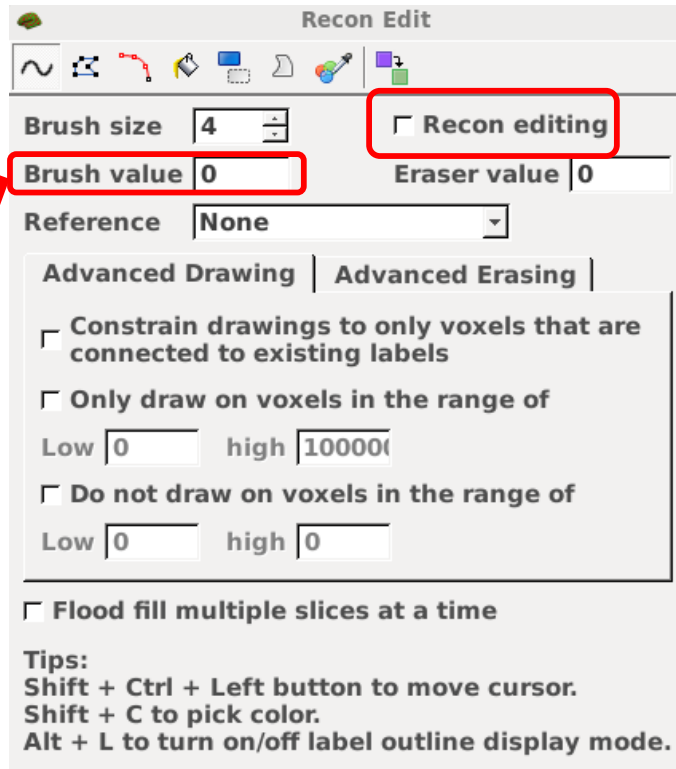 Recon Edit
Brush size 4 Recon editing
Brush value 0 Eraser value 0
Reference None
Advanced Drawing Advanced Erasing
Constrain drawings to only voxels that are
connected to existing labels
Only draw on voxels in the range of
Low 0 high 100000
Do not draw on voxels in the range of
Low 0 high 0
Flood fill multiple slices at a time
Tips:
Shift + Ctrl + Left button to move cursor.
Shift + C to pick color.
Alt + L to turn on/off label outline display mode.